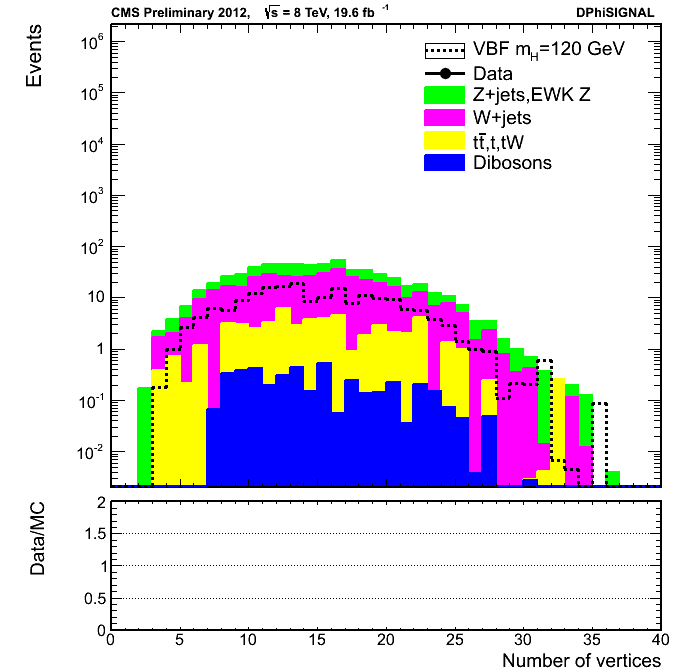 CMS Preliminary 2012, √s = 8 TeV, 19.6 fb⁻¹ DPhiSIGNAL
Events
10⁶
10⁵
10⁴
10³
10²
10
1
10⁻¹
10⁻²
VBF m_H=120 GeV
Data
Z+jets,EWK Z
W+jets
tt̄,t,tW
Dibosons
Data/MC
2
1.5
1
0.5
0
0 5 10 15 20 25 30 35 40
Number of vertices